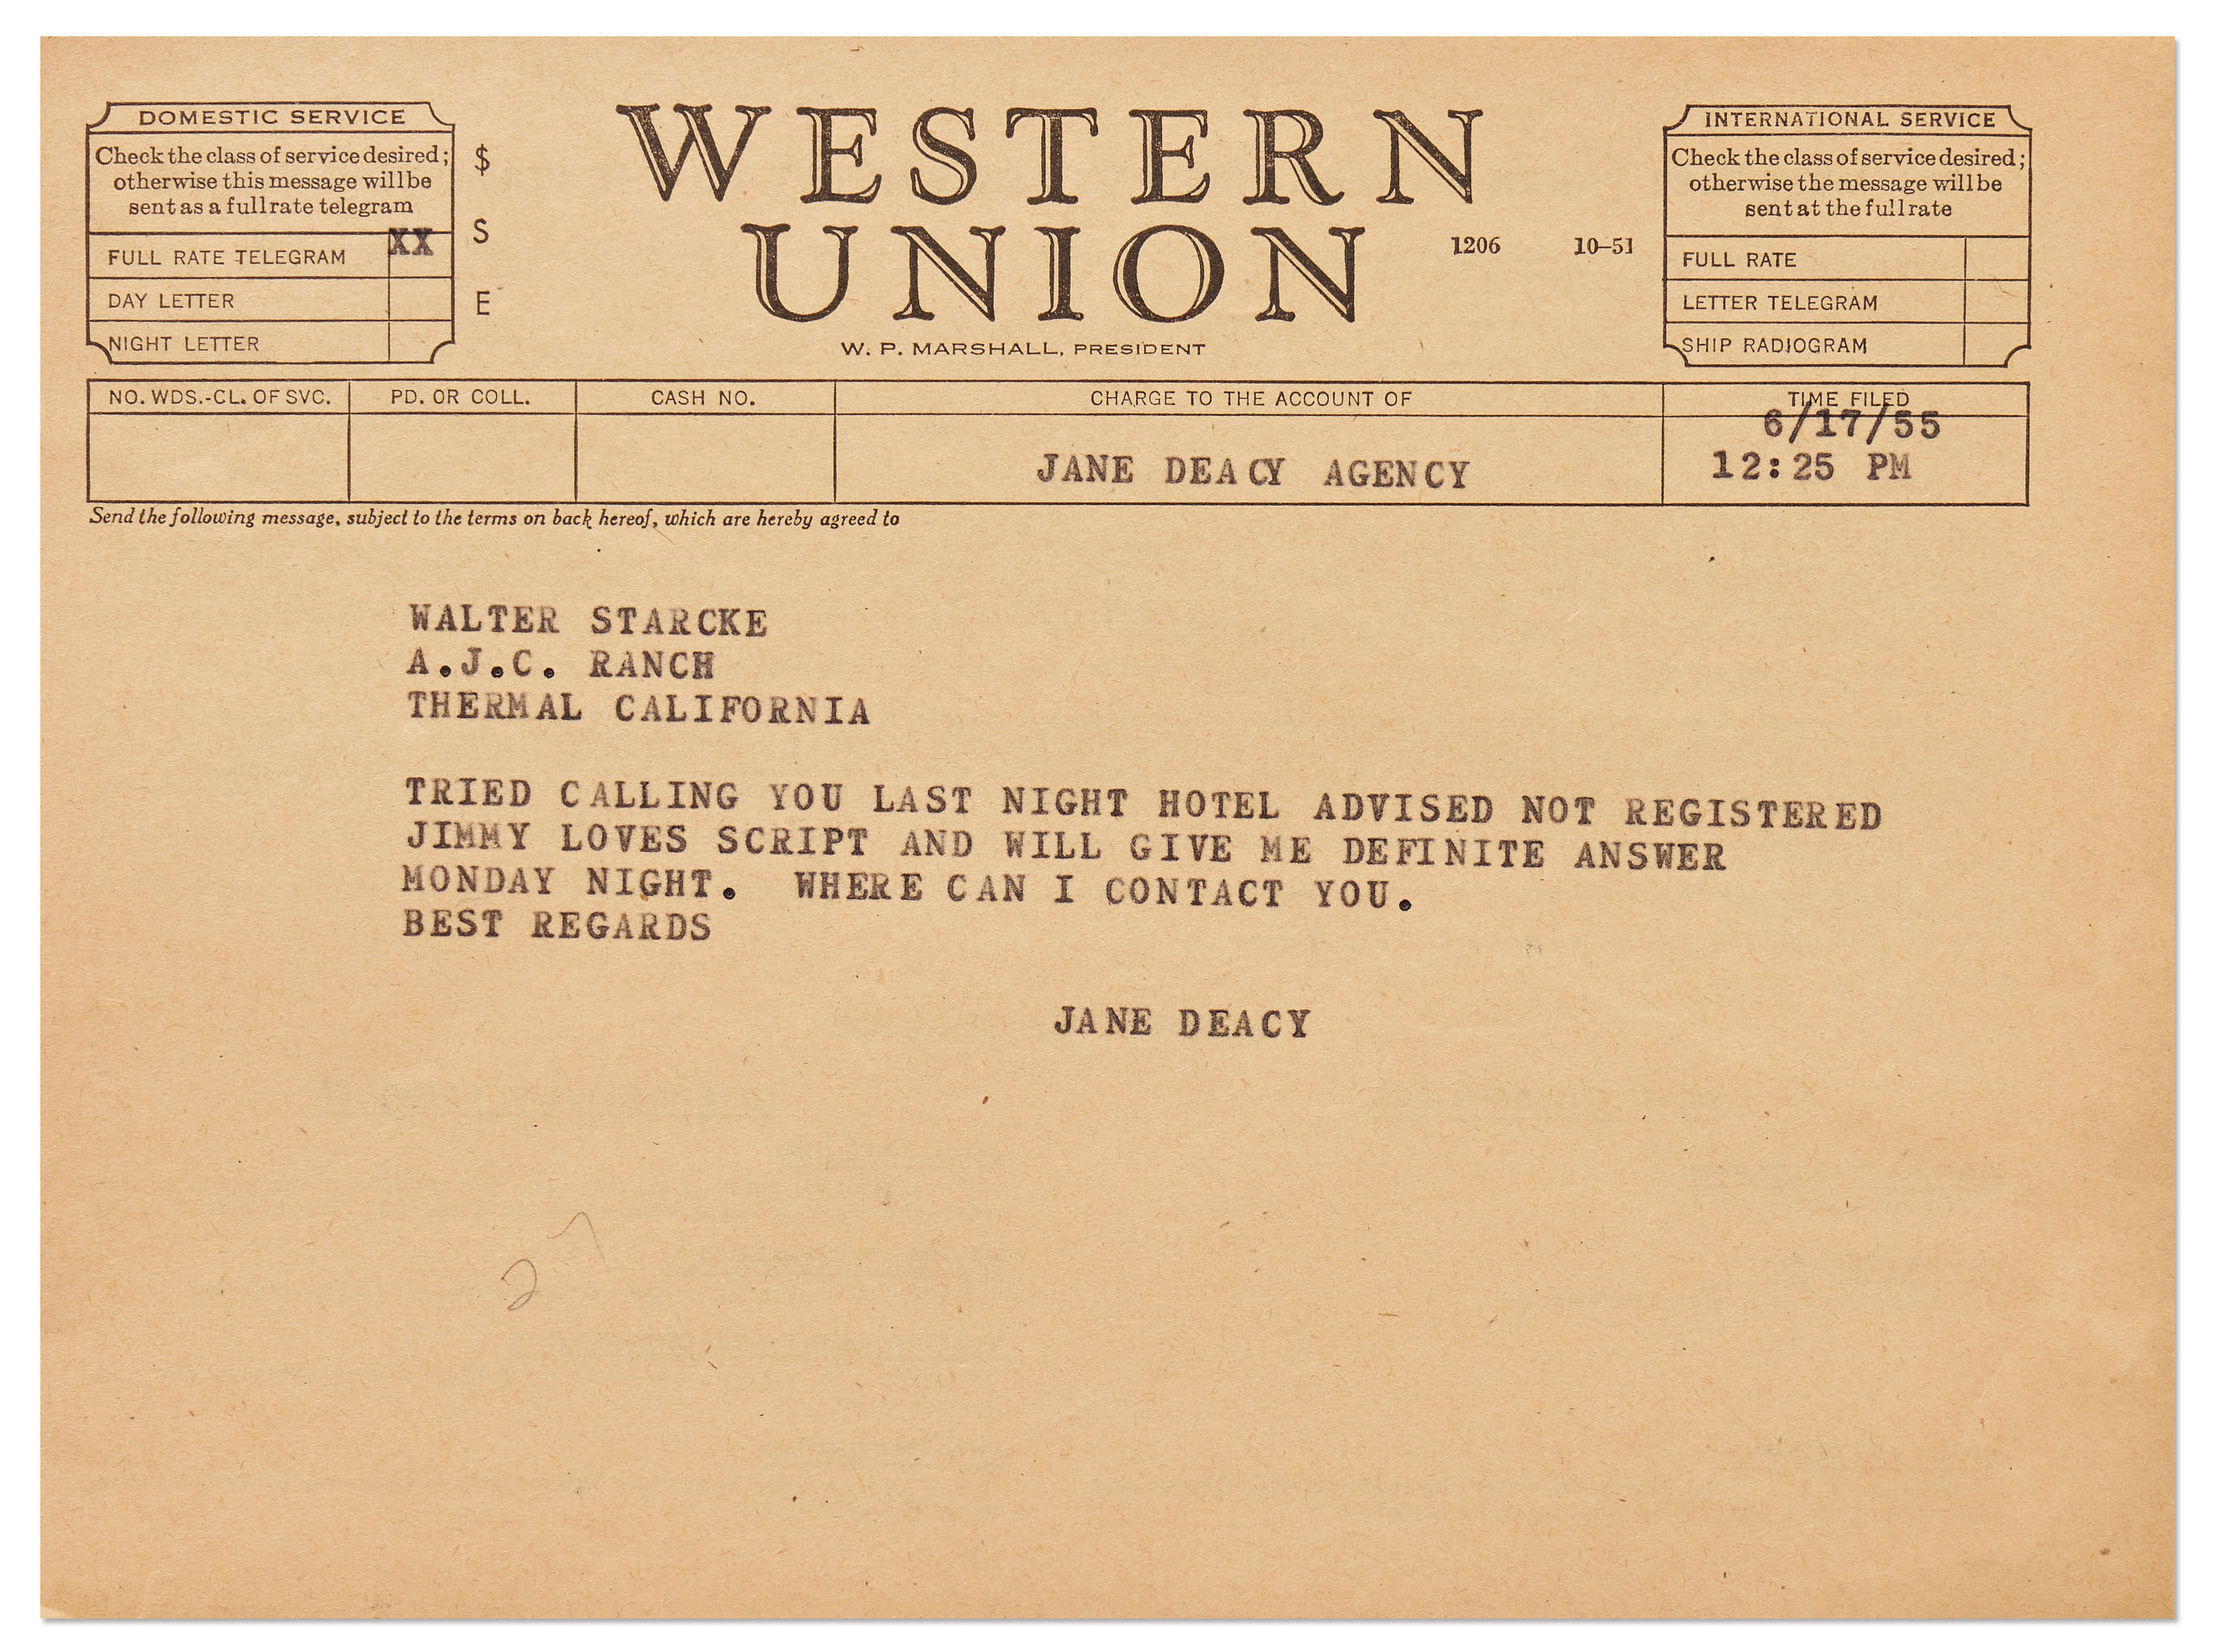 DOMESTIC SERVICE
Check the class of service desired;
otherwise this message will be
sent as a full rate telegram
FULL RATE TELEGRAM XX
DAY LETTER
NIGHT LETTER
$
S
E
WESTERN
UNION
1206 10-51
W. P. MARSHALL, PRESIDENT
INTERNATIONAL SERVICE
Check the class of service desired;
otherwise the message will be
sent at the full rate
FULL RATE
LETTER TELEGRAM
SHIP RADIOGRAM
NO. WDS.-CL. OF SVC. PD. OR COLL. CASH NO. CHARGE TO THE ACCOUNT OF TIME FILED
6/17/55
JANE DEACY AGENCY 12:25 PM
Send the following message, subject to the terms on back hereof, which are hereby agreed to
WALTER STARCKE
A.J.C. RANCH
THERMAL CALIFORNIA
TRIED CALLING YOU LAST NIGHT HOTEL ADVISED NOT REGISTERED
JIMMY LOVES SCRIPT AND WILL GIVE ME DEFINITE ANSWER
MONDAY NIGHT. WHERE CAN I CONTACT YOU.
BEST REGARDS
JANE DEACY